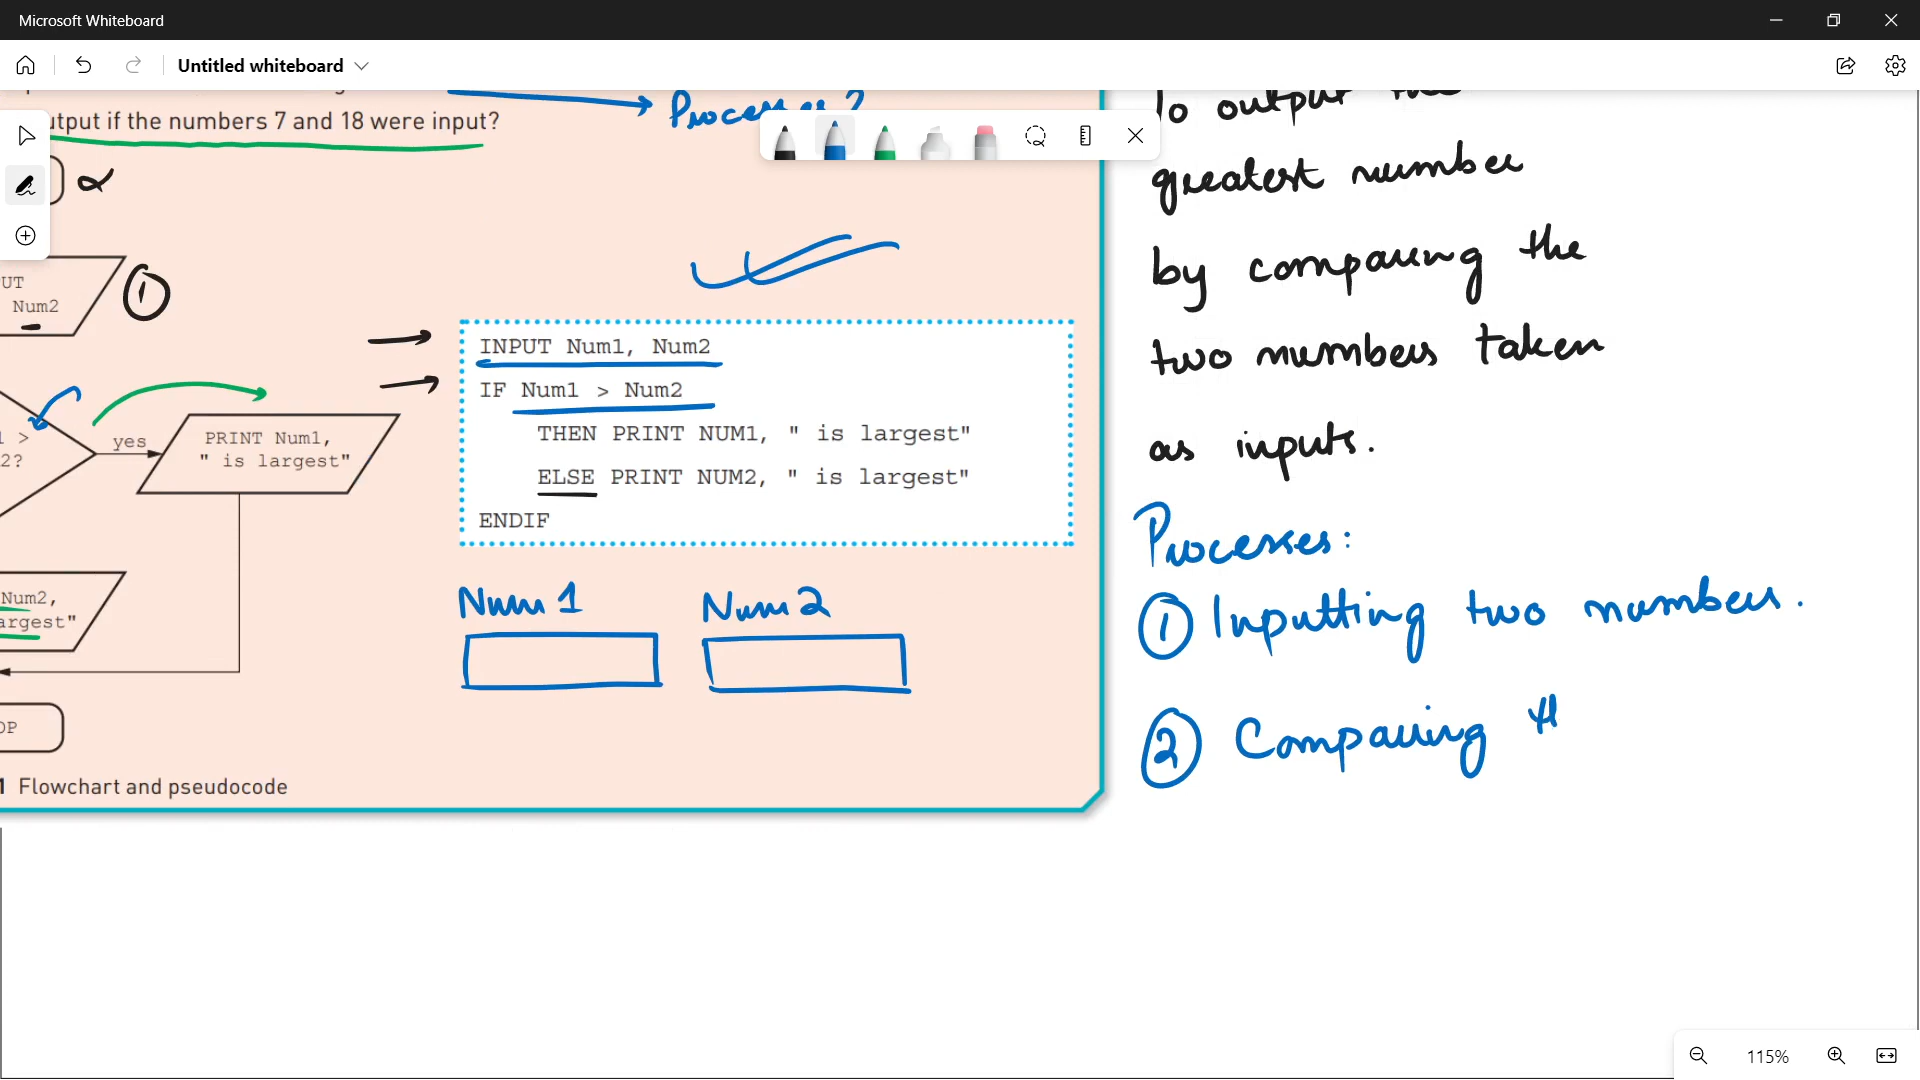 Microsoft Whiteboard
Untitled whiteboard
Processes?
utput if the numbers 7 and 18 were input?
UT
Num2
1
1 >
2?
yes
PRINT Num1,
" is largest"
Num2,
argest"
OP
1 Flowchart and pseudocode
INPUT Num1, Num2
IF Num1 > Num2
THEN PRINT NUM1, " is largest"
ELSE PRINT NUM2, " is largest"
ENDIF
Num 1 Num 2
To output the
greatest number
by comparing the
two numbers taken
as inputs.
Processes:
1 Inputting two numbers.
2 Comparing
115%